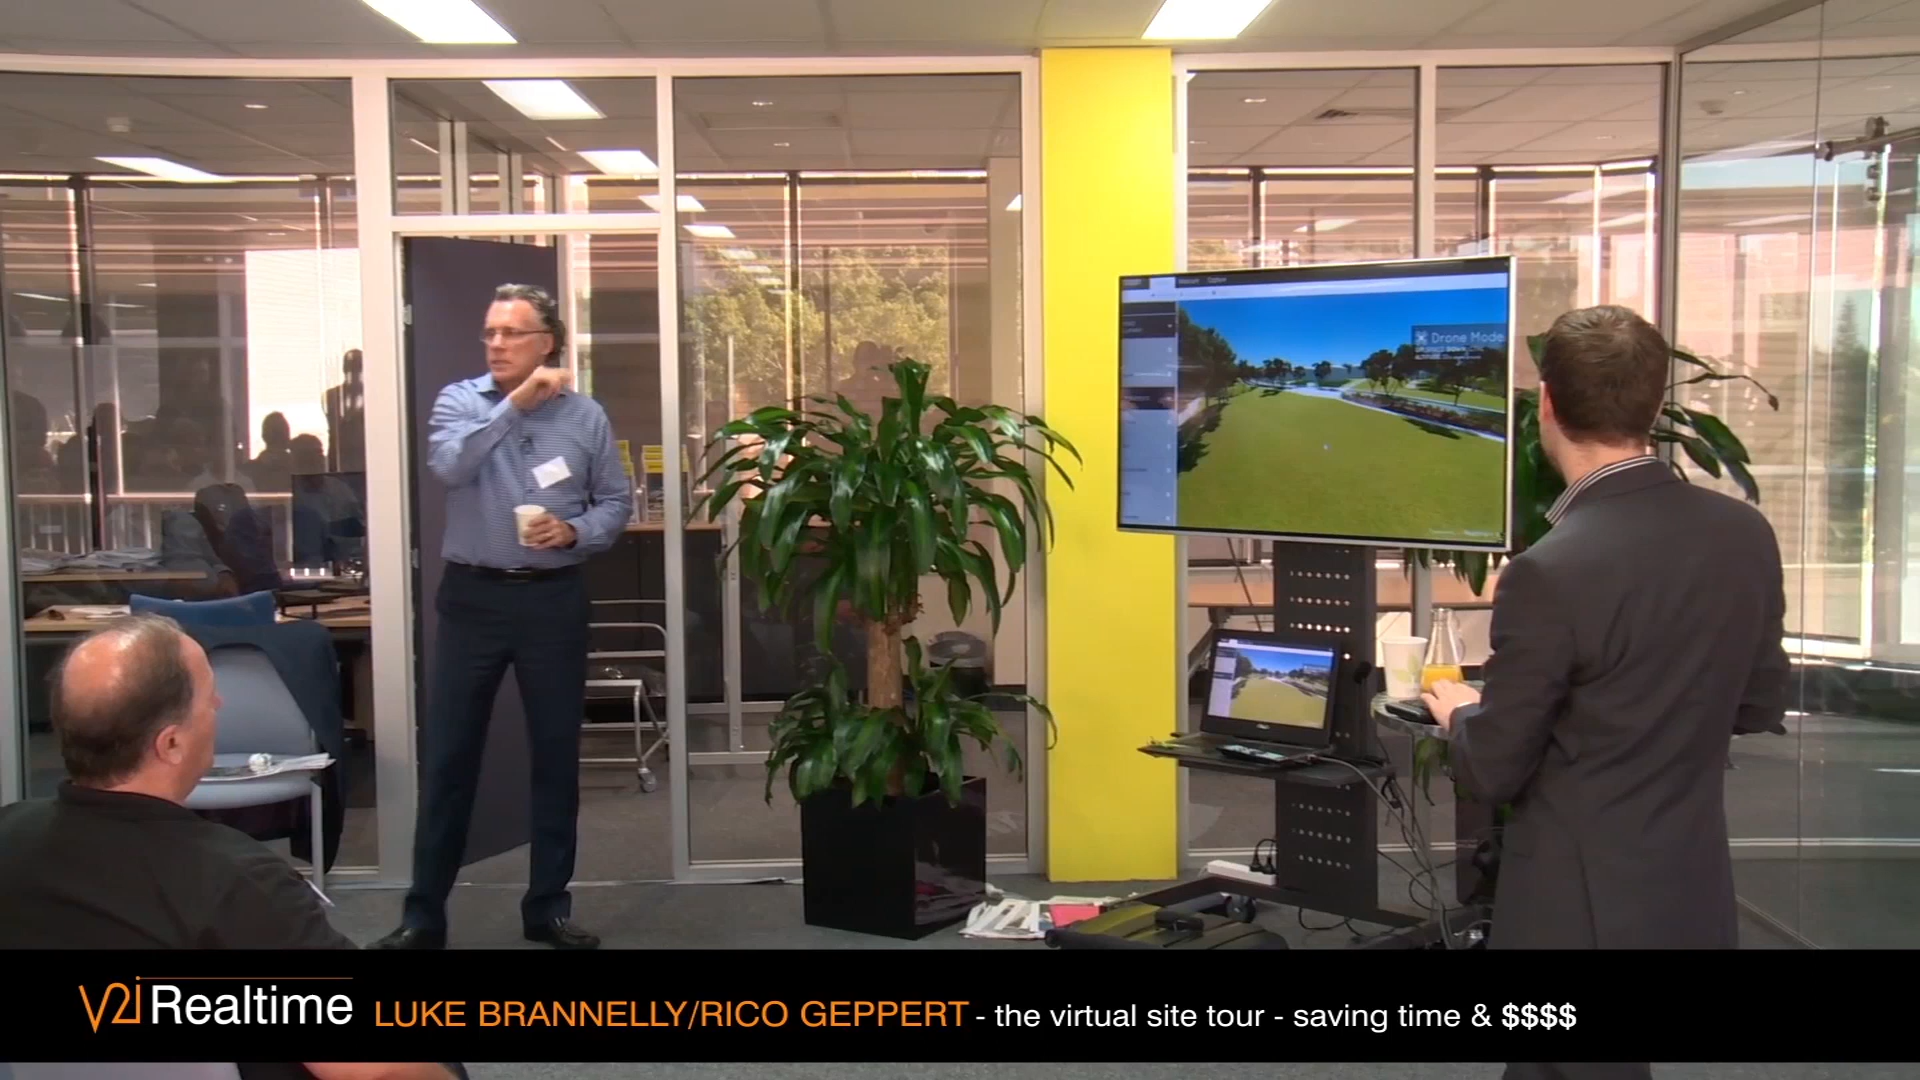 Drone Mode
V2i Realtime LUKE BRANNELLY/RICO GEPPERT - the virtual site tour - saving time & $$$$